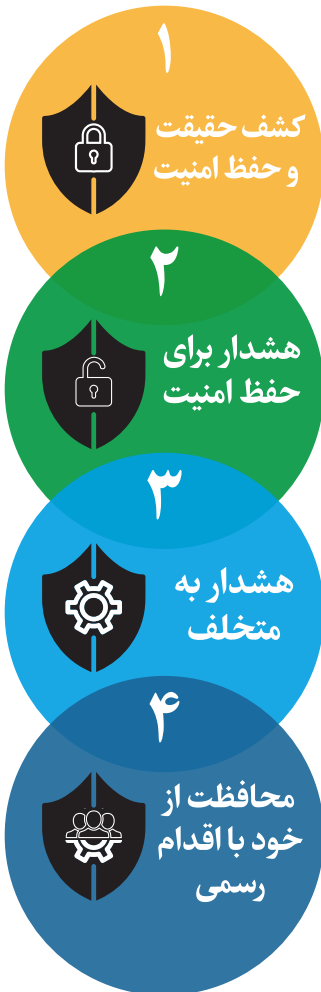 ۱
کشف حقیقت
و حفظ امنیت
۲
هشدار برای
حفظ امنیت
۳
هشدار به
متخلف
۴
محافظت از
خود با اقدام
رسمی